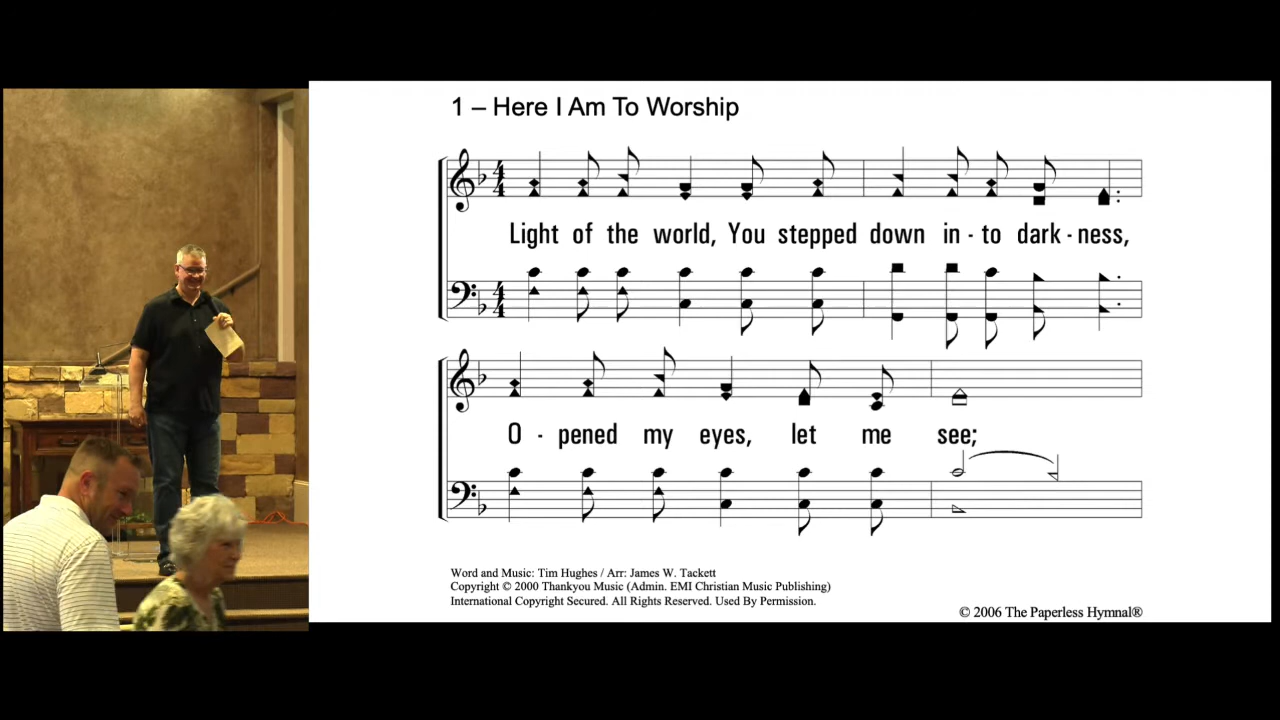 1 – Here I Am To Worship
Light of the world, You stepped down in - to dark - ness,
O - pened my eyes, let me see;
Word and Music: Tim Hughes / Arr: James W. Tackett
Copyright © 2000 Thankyou Music (Admin. EMI Christian Music Publishing)
International Copyright Secured. All Rights Reserved. Used By Permission.
© 2006 The Paperless Hymnal®